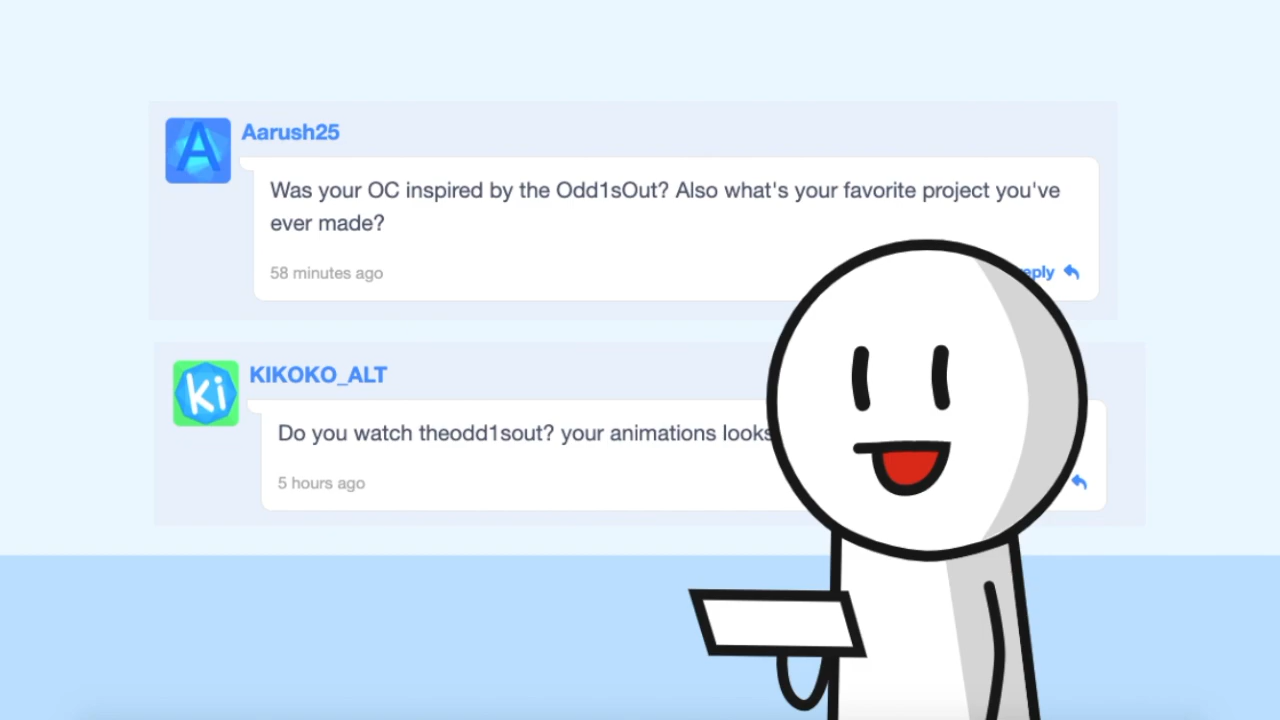 A
Aarush25
Was your OC inspired by the Odd1sOut? Also what's your favorite project you've
ever made?
58 minutes ago
ki
KIKOKO_ALT
Do you watch theodd1sout? your animations looks
5 hours ago